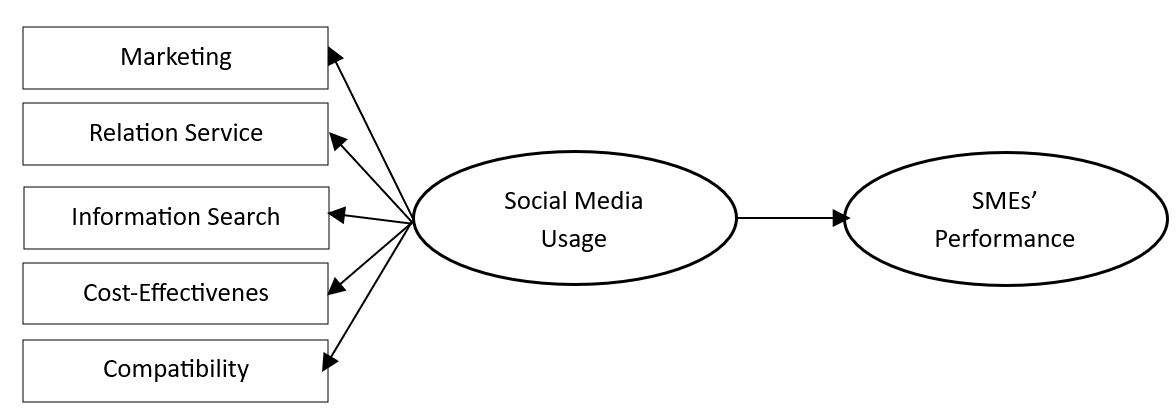 Marketing
Relation Service
Information Search
Cost-Effectivenes
Compatibility
Social Media
Usage
SMEs’
Performance